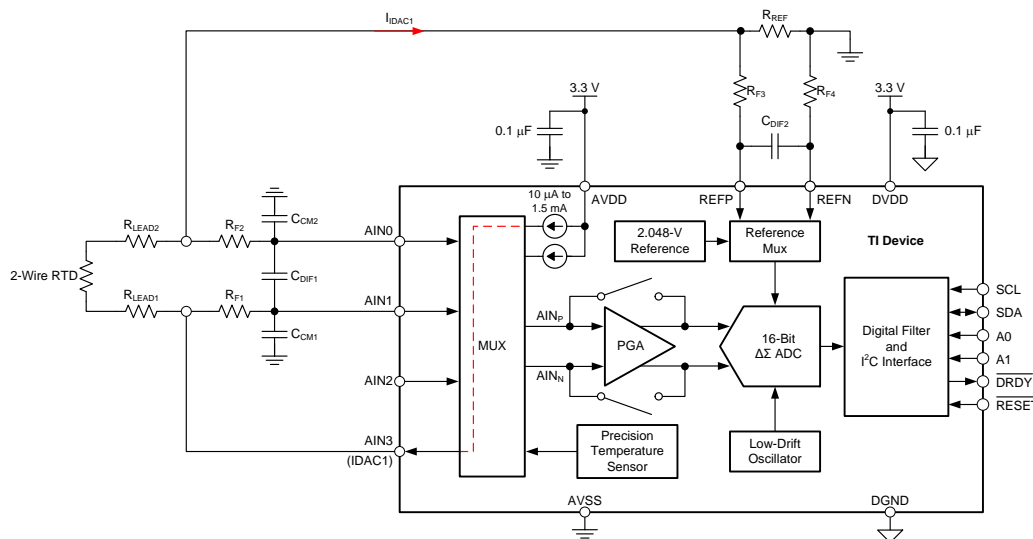 I_IDAC1
R_REF
3.3 V
R_F3
R_F4
3.3 V
0.1 µF
C_DIF2
0.1 µF
10 µA to
1.5 mA
AVDD
REFP
REFN
DVDD
C_CM2
R_LEAD2
R_F2
AIN0
2.048-V
Reference
Reference
Mux
TI Device
2-Wire RTD
C_DIF1
R_LEAD1
R_F1
AIN1
C_CM1
MUX
AIN_P
PGA
AIN_N
16-Bit
ΔΣ ADC
Digital Filter
and
I²C Interface
SCL
SDA
A0
A1
DRDY
RESET
AIN2
AIN3
(IDAC1)
Precision
Temperature
Sensor
Low-Drift
Oscillator
AVSS
DGND